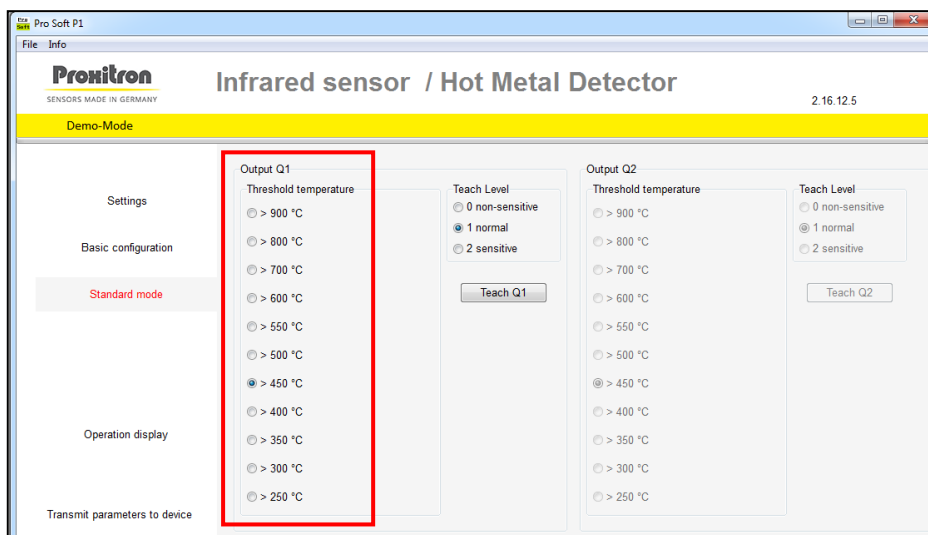 Pro Soft P1
File Info
Proxitron
SENSORS MADE IN GERMANY
Infrared sensor / Hot Metal Detector
2.16.12.5
Demo-Mode
Settings
Basic configuration
Standard mode
Operation display
Transmit parameters to device
Output Q1
Threshold temperature
> 900 °C
> 800 °C
> 700 °C
> 600 °C
> 550 °C
> 500 °C
> 450 °C
> 400 °C
> 350 °C
> 300 °C
> 250 °C
Teach Level
0 non-sensitive
1 normal
2 sensitive
Teach Q1
Output Q2
Threshold temperature
> 900 °C
> 800 °C
> 700 °C
> 600 °C
> 550 °C
> 500 °C
> 450 °C
> 400 °C
> 350 °C
> 300 °C
> 250 °C
Teach Level
0 non-sensitive
1 normal
2 sensitive
Teach Q2